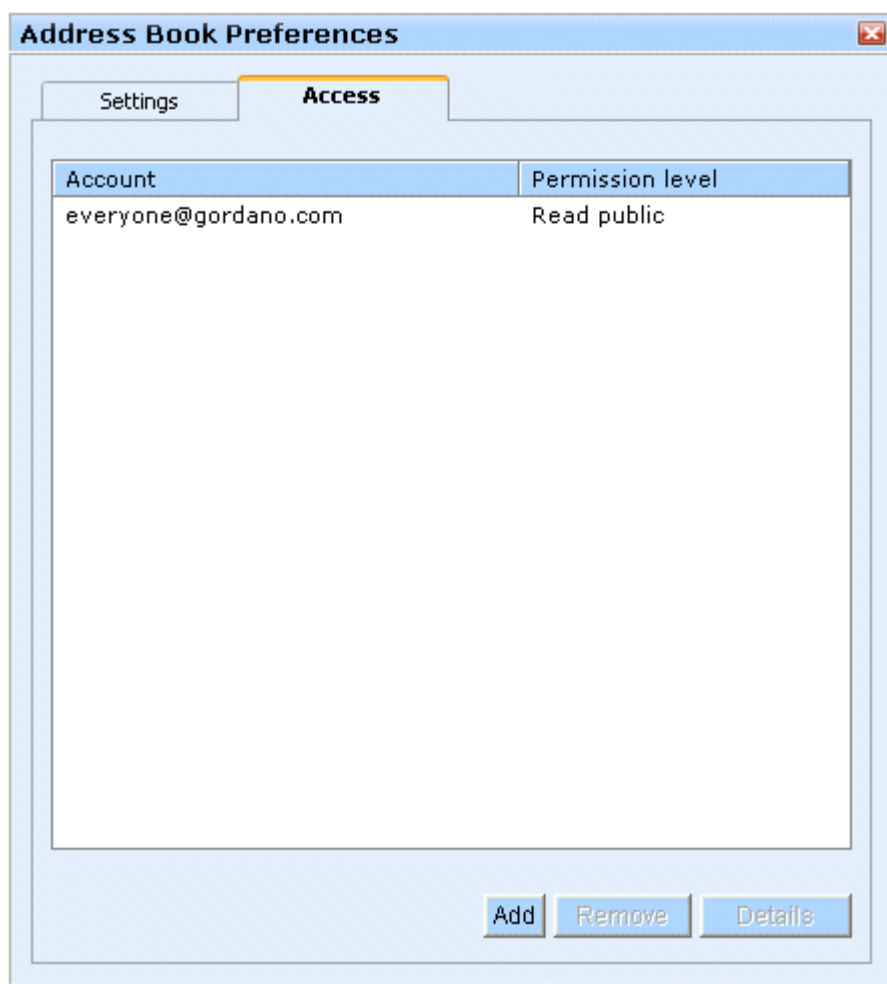 Address Book Preferences
Settings Access
Account Permission level
everyone@gordano.com Read public
Add Remove Details